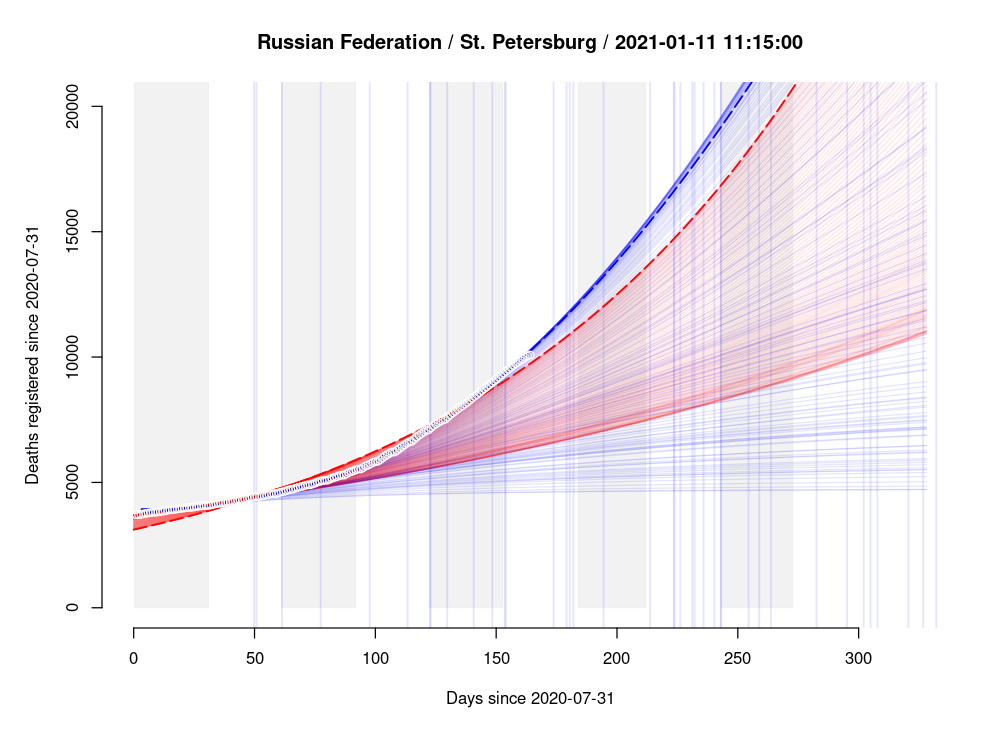 Russian Federation / St. Petersburg / 2021-01-11 11:15:00
Deaths registered since 2020-07-31
20000
15000
10000
5000
0
0 50 100 150 200 250 300
Days since 2020-07-31